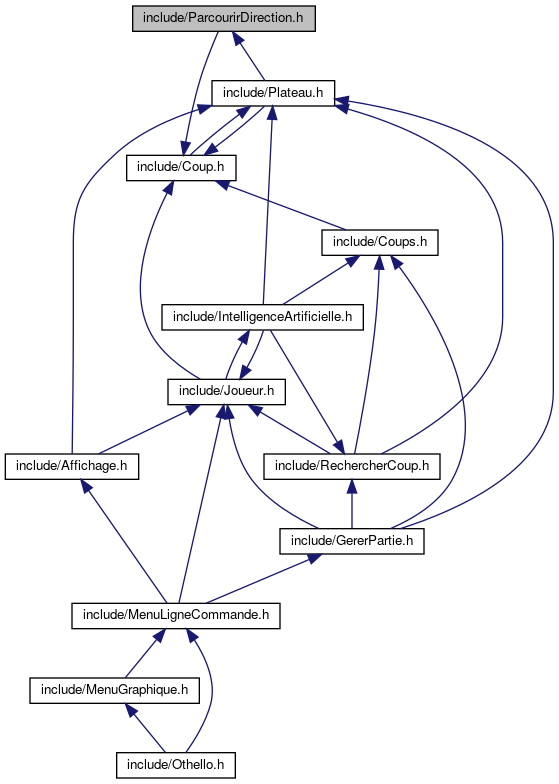 include/ParcourirDirection.h
include/Plateau.h
include/Coup.h
include/Coups.h
include/IntelligenceArtificielle.h
include/Joueur.h
include/Affichage.h
include/RechercherCoup.h
include/GererPartie.h
include/MenuLigneCommande.h
include/MenuGraphique.h
include/Othello.h